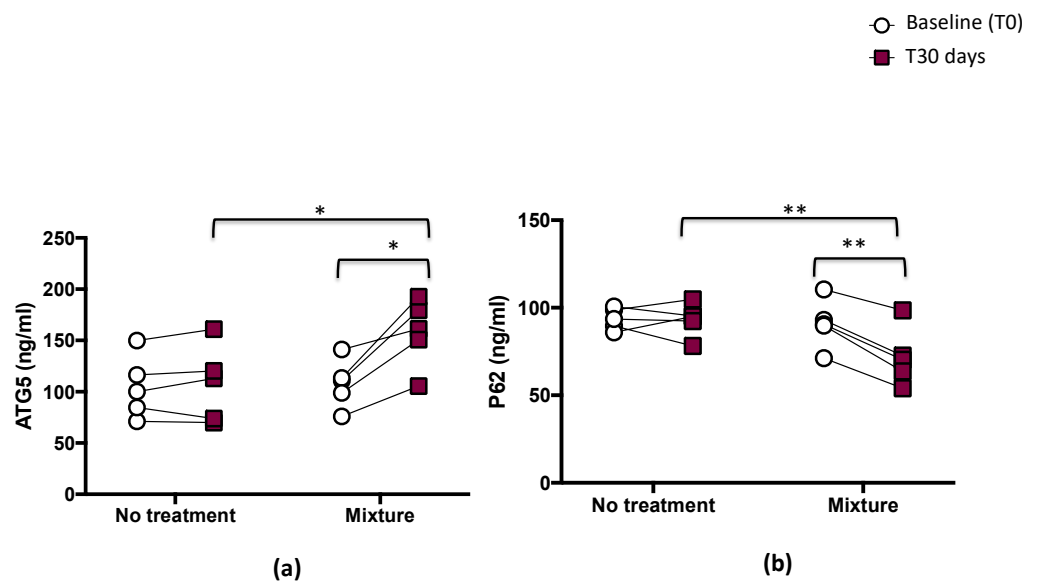 Baseline (T0)
T30 days
*
*
ATG5 (ng/ml)
250
200
150
100
50
0
No treatment
Mixture
(a)
**
**
P62 (ng/ml)
150
100
50
0
No treatment
Mixture
(b)